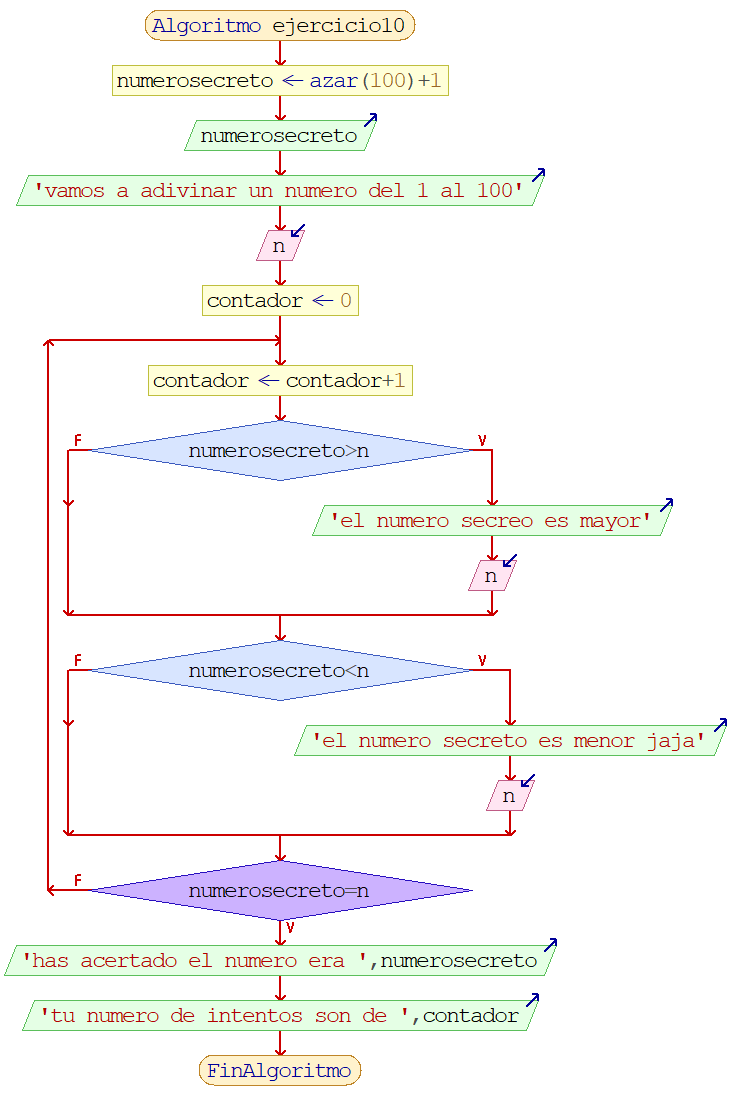 Algoritmo ejercicio10
numerosecreto ← azar(100)+1
numerosecreto
'vamos a adivinar un numero del 1 al 100'
n
contador ← 0
contador ← contador+1
F
numerosecreto>n
V
'el numero secreo es mayor'
n
F
numerosecreto<n
V
'el numero secreto es menor jaja'
n
F
numerosecreto=n
V
'has acertado el numero era ',numerosecreto
'tu numero de intentos son de ',contador
FinAlgoritmo